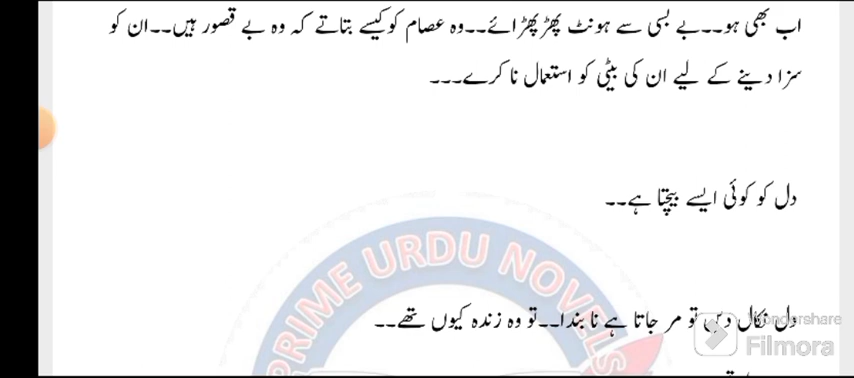 اب بھی ہو۔۔بے بسی سے ہونٹ پھڑپھڑائے۔۔وہ عصام کو کیسے بتاتے کہ وہ بے قصور ہیں۔۔ان کو
سزا دینے کے لیے ان کی بیٹی کو استعمال نا کرے۔۔۔
دل کو کوئی ایسے بیچتا ہے۔۔
PRIME URDU NOVELS
دل نکال دیں تو مر جاتا ہے نا بندا۔۔تو وہ زندہ کیوں تھے۔۔
Wondershare
Filmora